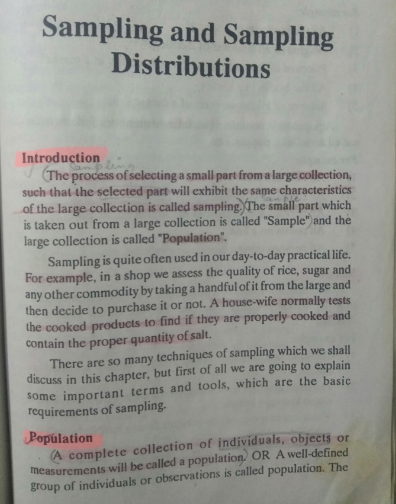 Sampling and Sampling
Distributions
Introduction
Sampling
(The process of selecting a small part from a large collection,
such that the selected part will exhibit the same characteristics
of the large collection is called sampling.) The small part which
is taken out from a large collection is called "Sample" and the
large collection is called "Population".
Sampling is quite often used in our day-to-day practical life.
For example, in a shop we assess the quality of rice, sugar and
any other commodity by taking a handful of it from the large and
then decide to purchase it or not. A house-wife normally tests
the cooked products to find if they are properly cooked and
contain the proper quantity of salt.
There are so many techniques of sampling which we shall
discuss in this chapter, but first of all we are going to explain
some important terms and tools, which are the basic
requirements of sampling.
Population
(A complete collection of individuals, objects or
measurements will be called a population) OR A well-defined
group of individuals or observations is called population. The